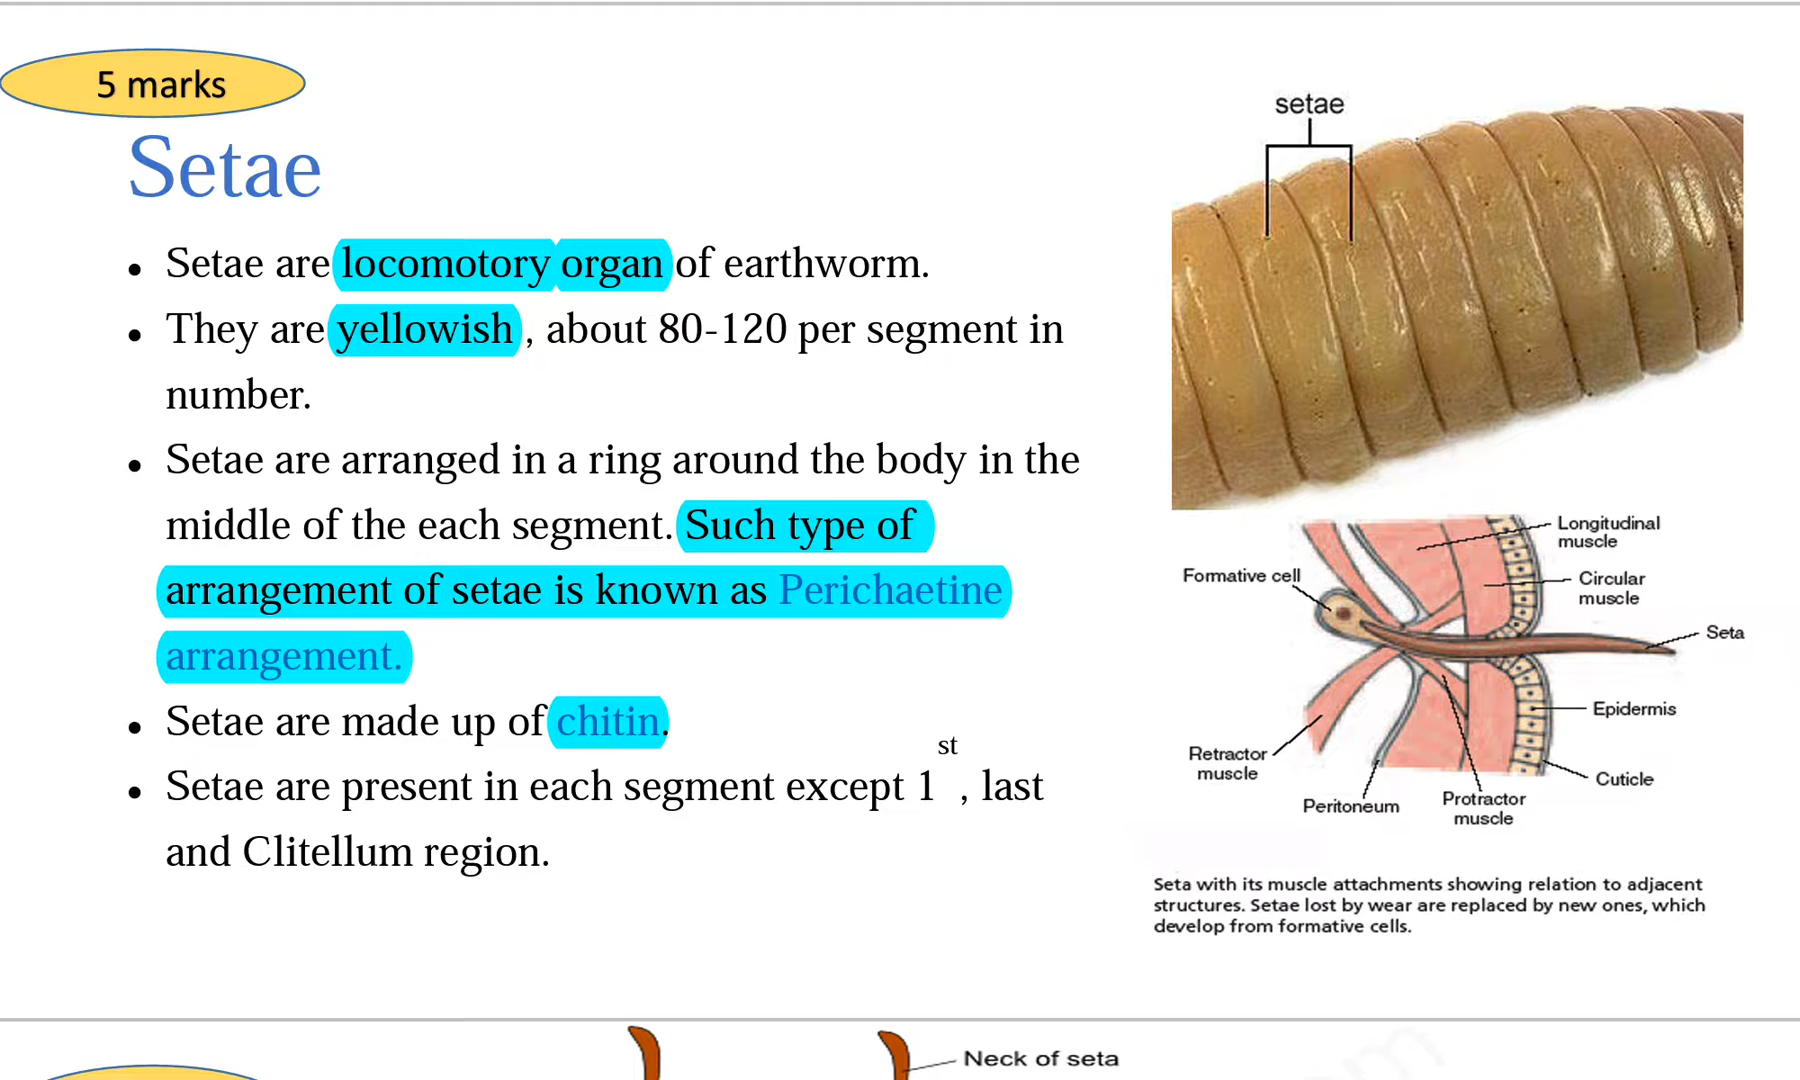 5 marks
Setae
• Setae are locomotory organ of earthworm.
• They are yellowish , about 80-120 per segment in
number.
• Setae are arranged in a ring around the body in the
middle of the each segment. Such type of
arrangement of setae is known as Perichaetine
arrangement.
• Setae are made up of chitin.
• Setae are present in each segment except 1st, last
and Clitellum region.
setae
Longitudinal
muscle
Formative cell
Circular
muscle
Seta
Epidermis
Retractor
muscle
Cuticle
Peritoneum
Protractor
muscle
Seta with its muscle attachments showing relation to adjacent
structures. Setae lost by wear are replaced by new ones, which
develop from formative cells.
Neck of seta